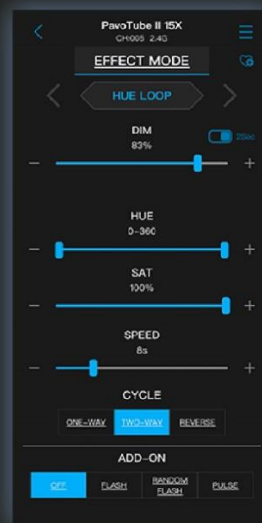 PavoTube II 15X
CH:005 2.4G
EFFECT MODE
HUE LOOP
DIM
83%
2Sec
− +
HUE
0-360
− +
SAT
100%
− +
SPEED
8s
− +
CYCLE
ONE-WAY TWO-WAY REVERSE
ADD-ON
OFF FLASH RANDOM FLASH PULSE